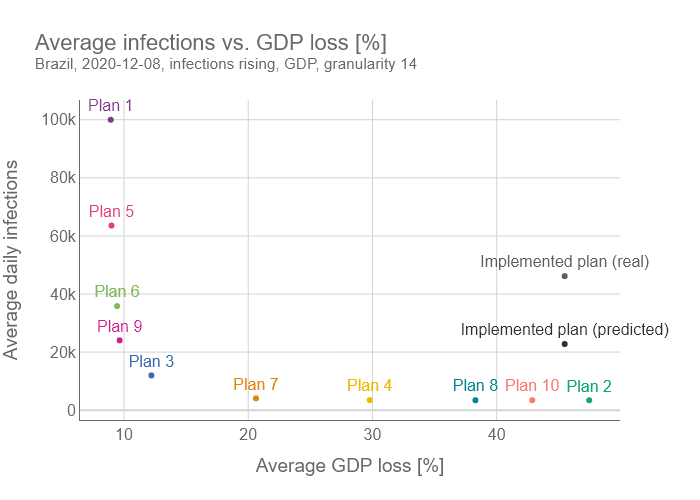 Average infections vs. GDP loss [%]
Brazil, 2020-12-08, infections rising, GDP, granularity 14
Plan 1
100k
80k
Plan 5
60k
Implemented plan (real)
Plan 6
40k
Plan 9
Implemented plan (predicted)
20k
Plan 3
Plan 7
Plan 4
Plan 8
Plan 10
Plan 2
0
10
20
30
40
Average daily infections
Average GDP loss [%]